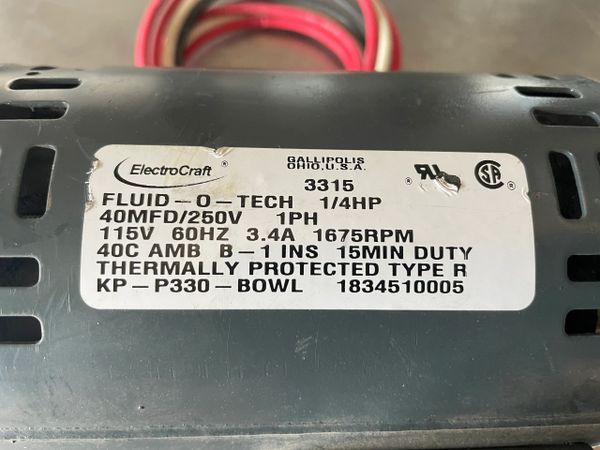 ElectroCraft ®
GALLIPOLIS
OHIO, U.S.A.
3315
FLUID-O-TECH 1/4HP
40MFD/250V 1PH
115V 60HZ 3.4A 1675RPM
40C AMB B-1 INS 15MIN DUTY
THERMALLY PROTECTED TYPE R
KP-P330-BOWL 1834510005